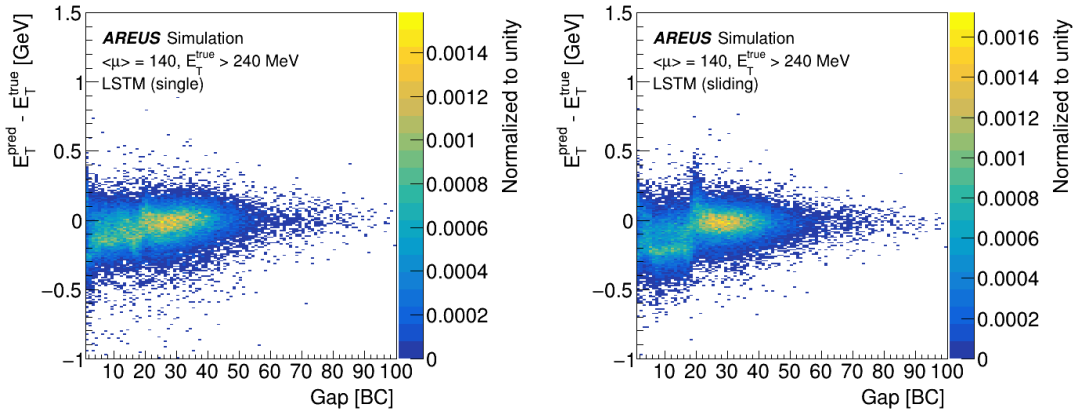 AREUS Simulation
<μ> = 140, E_T^true > 240 MeV
LSTM (single)
E_T^pred - E_T^true [GeV]
1.5
1
0.5
0
−0.5
−1
10 20 30 40 50 60 70 80 90 100
Gap [BC]
0.0014
0.0012
0.001
0.0008
0.0006
0.0004
0.0002
0
Normalized to unity
AREUS Simulation
<μ> = 140, E_T^true > 240 MeV
LSTM (sliding)
E_T^pred - E_T^true [GeV]
1.5
1
0.5
0
−0.5
−1
10 20 30 40 50 60 70 80 90 100
Gap [BC]
0.0016
0.0014
0.0012
0.001
0.0008
0.0006
0.0004
0.0002
0
Normalized to unity